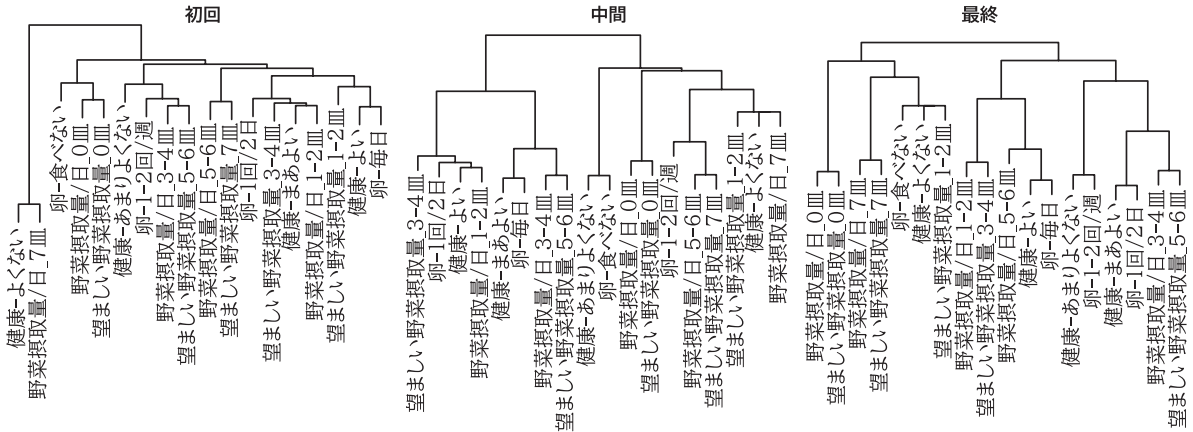 初回
健康-よくない
野菜摂取量/日_7皿
卵-食べない
野菜摂取量/日_0皿
望ましい野菜摂取量_0皿
健康-あまりよくない
卵-1-2回/週
野菜摂取量/日_3-4皿
望ましい野菜摂取量_5-6皿
野菜摂取量/日_5-6皿
望ましい野菜摂取量_7皿
卵-1回/2日
望ましい野菜摂取量_3-4皿
健康-まあよい
野菜摂取量/日_1-2皿
望ましい野菜摂取量_1-2皿
健康-よい
卵-毎日
中間
望ましい野菜摂取量_3-4皿
卵-1回/2日
健康-よい
野菜摂取量/日_1-2皿
健康-まあよい
卵-毎日
野菜摂取量/日_3-4皿
望ましい野菜摂取量_5-6皿
健康-あまりよくない
卵-食べない
野菜摂取量/日_0皿
望ましい野菜摂取量_0皿
卵-1-2回/週
野菜摂取量/日_5-6皿
望ましい野菜摂取量_7皿
望ましい野菜摂取量_1-2皿
健康-よくない
野菜摂取量/日_7皿
最終
野菜摂取量/日_0皿
望ましい野菜摂取量_0皿
野菜摂取量/日_7皿
望ましい野菜摂取量_7皿
卵-食べない
健康-よくない
望ましい野菜摂取量_1-2皿
野菜摂取量/日_1-2皿
望ましい野菜摂取量_3-4皿
野菜摂取量/日_5-6皿
健康-よい
卵-毎日
健康-あまりよくない
卵-1-2回/週
健康-まあよい
卵-1回/2日
野菜摂取量/日_3-4皿
望ましい野菜摂取量_5-6皿